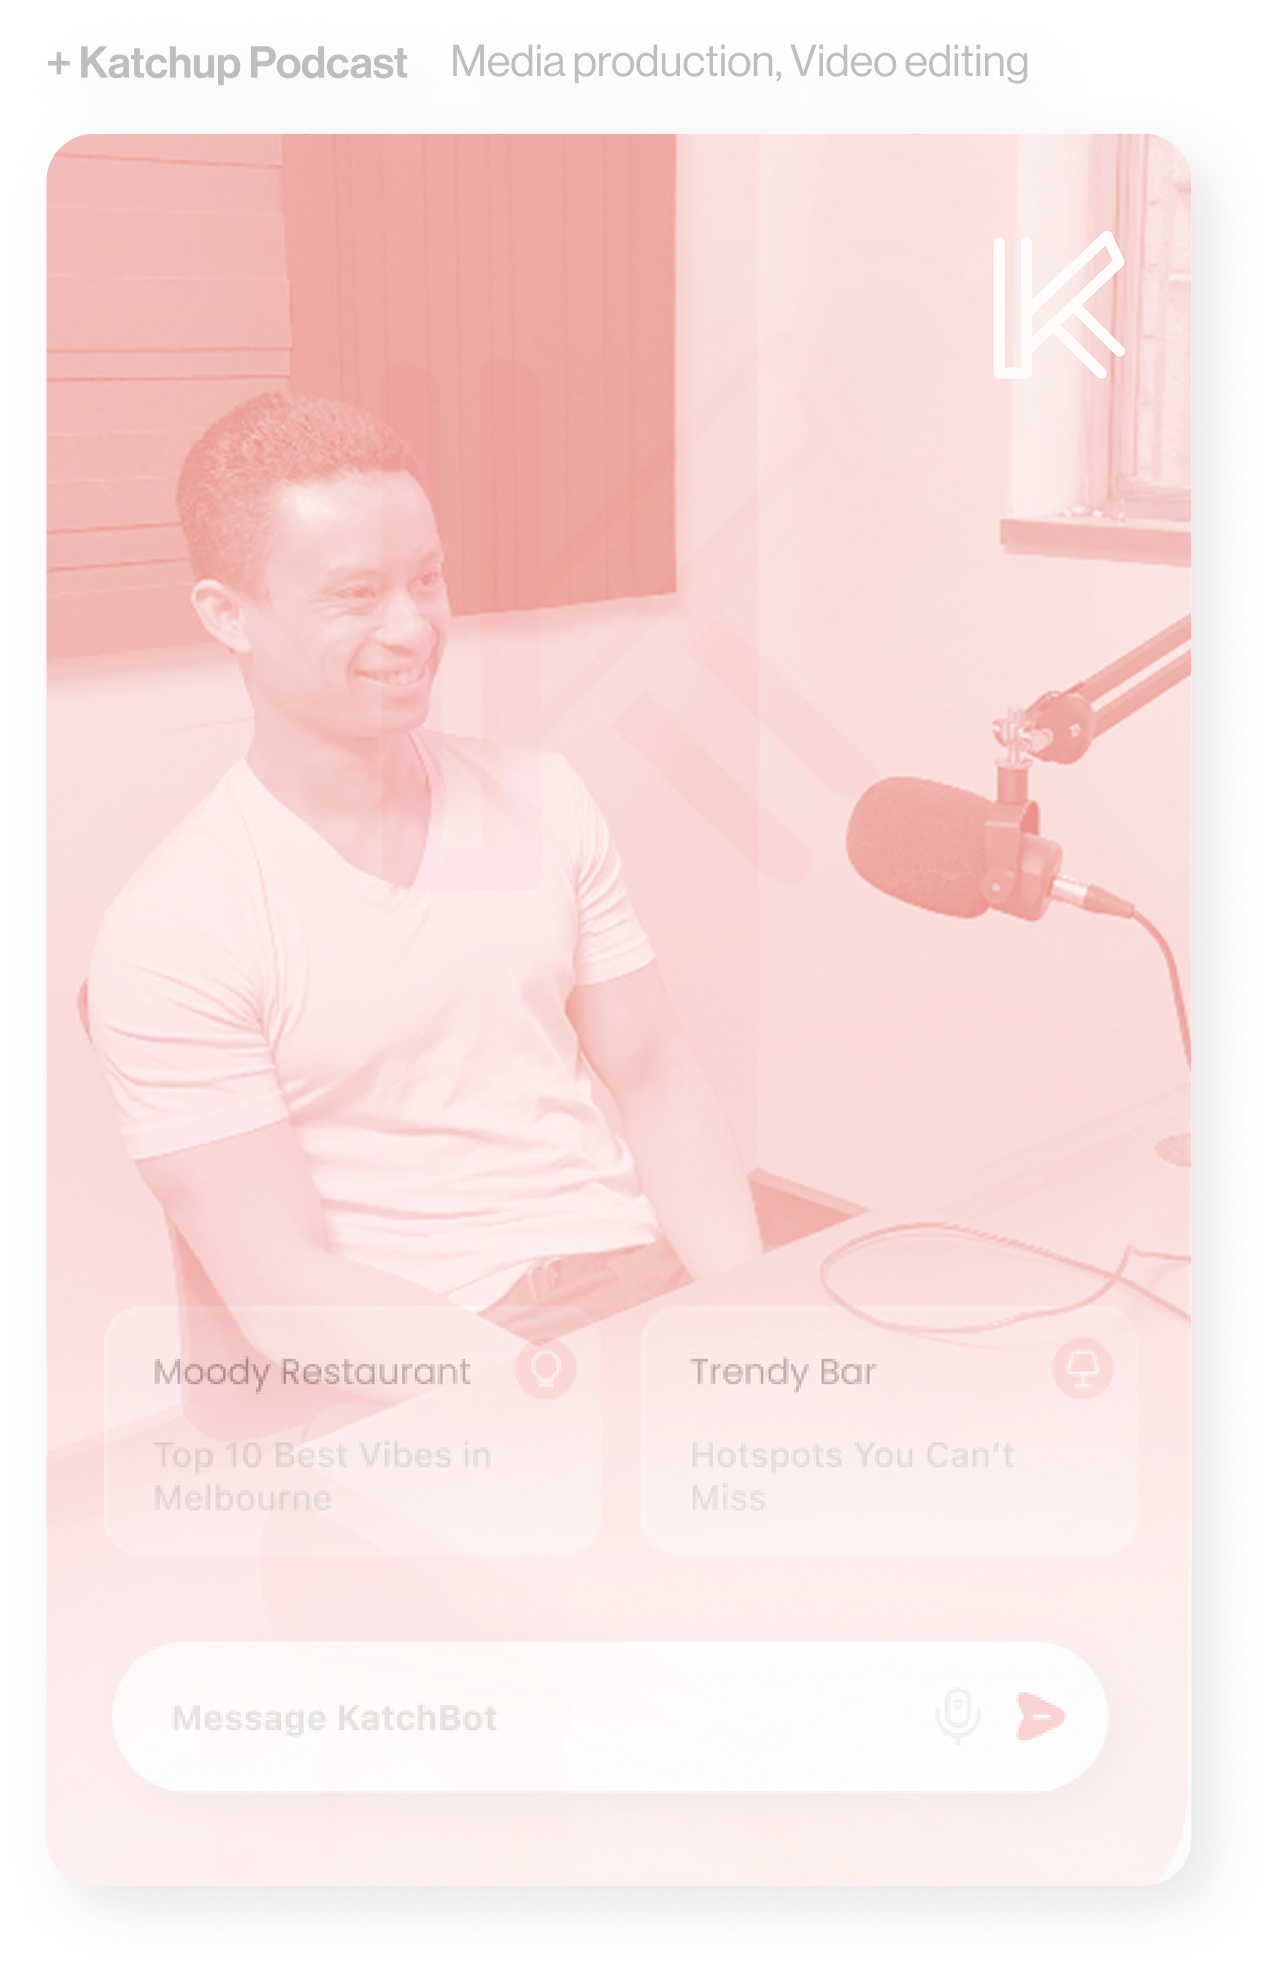 + Katchup Podcast Media production, Video editing
K
Moody Restaurant
Top 10 Best Vibes in
Melbourne
Trendy Bar
Hotspots You Can't
Miss
Message KatchBot